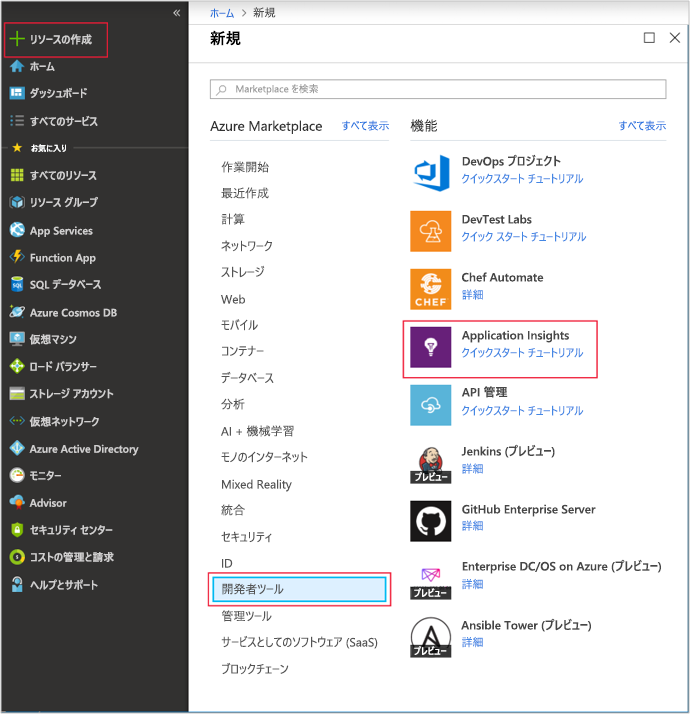 «
リソースの作成
ホーム
ダッシュボード
すべてのサービス
お気に入り
すべてのリソース
リソース グループ
App Services
Function App
SQL データベース
Azure Cosmos DB
仮想マシン
ロード バランサー
ストレージ アカウント
仮想ネットワーク
Azure Active Directory
モニター
Advisor
セキュリティ センター
コストの管理と請求
ヘルプとサポート
ホーム > 新規
新規
Marketplace を検索
Azure Marketplace すべて表示
作業開始
最近作成
計算
ネットワーク
ストレージ
Web
モバイル
コンテナー
データベース
分析
AI + 機械学習
モノのインターネット
Mixed Reality
統合
セキュリティ
ID
開発者ツール
管理ツール
サービスとしてのソフトウェア (SaaS)
ブロックチェーン
機能 すべて表示
DevOps プロジェクト
クイックスタート チュートリアル
DevTest Labs
クイック スタート チュートリアル
CHEF
Chef Automate
詳細
Application Insights
クイックスタート チュートリアル
API 管理
クイックスタート チュートリアル
プレビュー
Jenkins (プレビュー)
詳細
GitHub Enterprise Server
詳細
プレビュー
Enterprise DC/OS on Azure (プレビュー)
詳細
プレビュー
Ansible Tower (プレビュー)
詳細